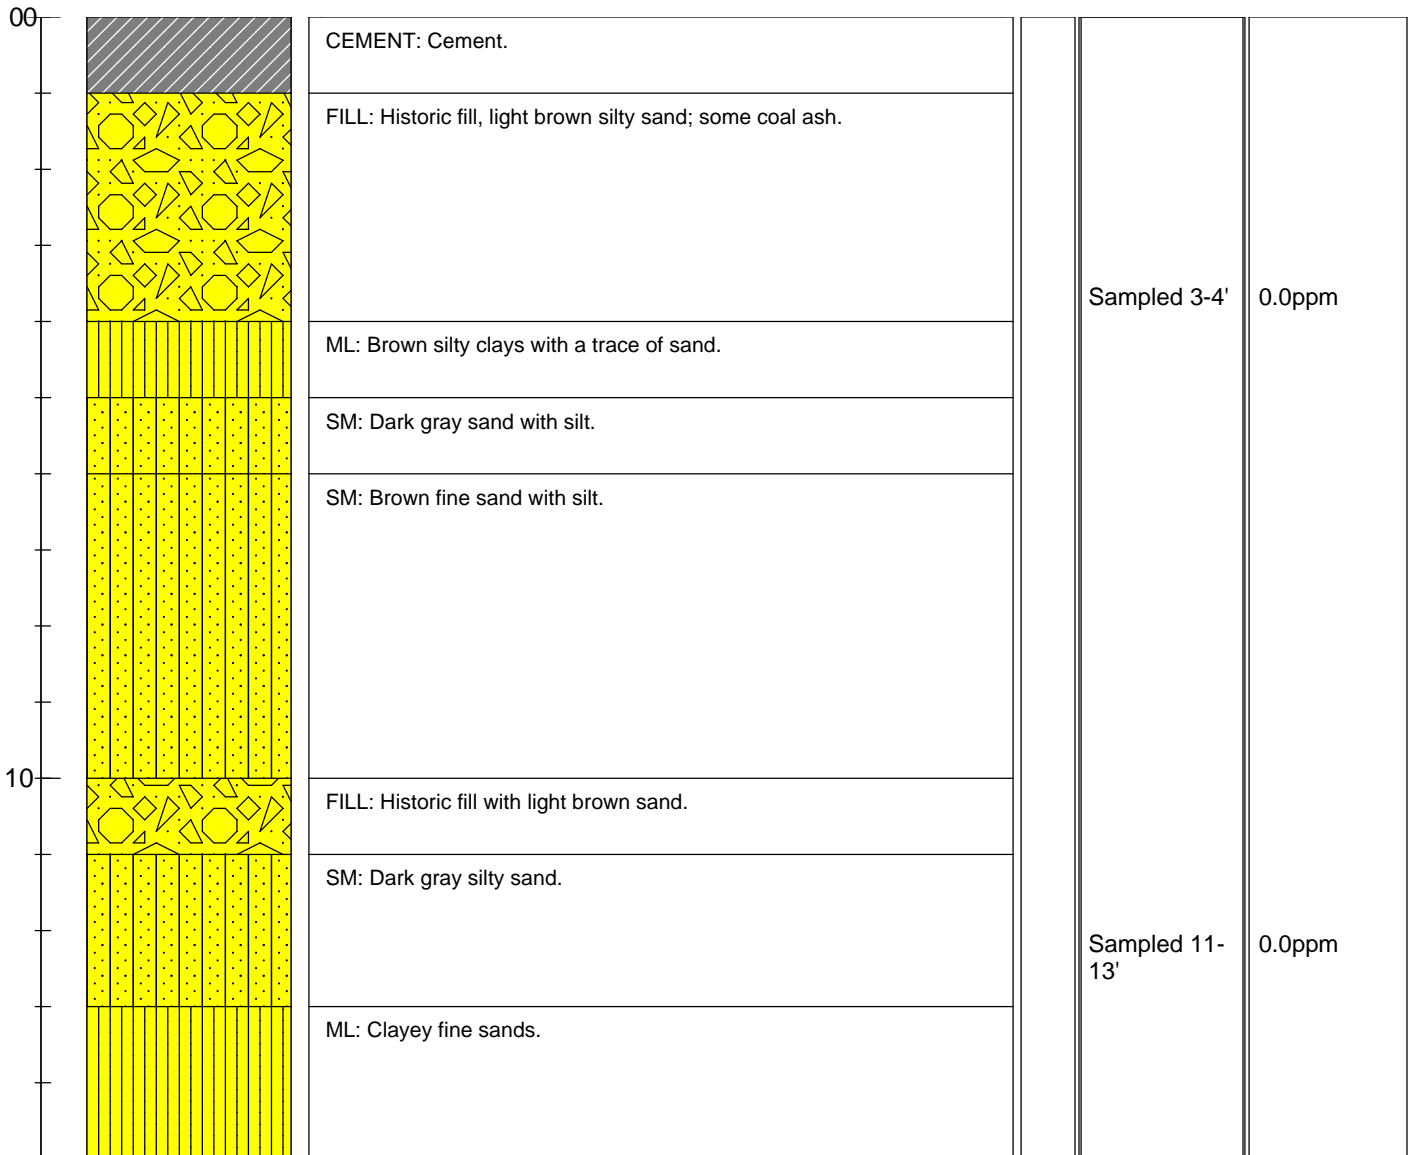 00
CEMENT: Cement.
FILL: Historic fill, light brown silty sand; some coal ash.
Sampled 3-4'
0.0ppm
ML: Brown silty clays with a trace of sand.
SM: Dark gray sand with silt.
SM: Brown fine sand with silt.
10
FILL: Historic fill with light brown sand.
SM: Dark gray silty sand.
Sampled 11-
13'
0.0ppm
ML: Clayey fine sands.